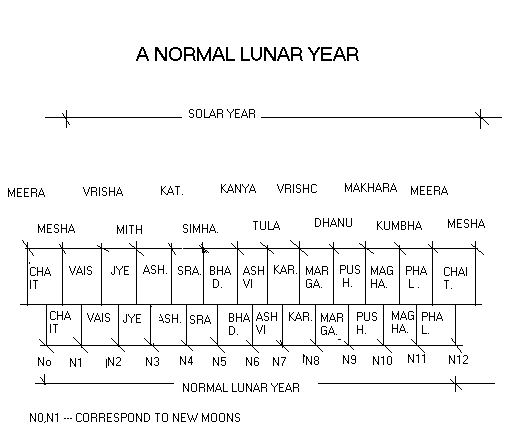 A NORMAL LUNAR YEAR
SOLAR YEAR
MEERA VRISHA KAT. KANYA VRISHC MAKHARA MEERA
MESHA MITH SIMHA. TULA DHANU KUMBHA MESHA
CHA VAIS JYE ASH. SRA. BHA ASH KAR. MAR PUS MAG PHA CHAI
IT D. VI GA. H. HA. L. T.
CHA VAIS JYE ASH. SRA BHA ASH KAR. MAR PUS MAG PHA
IT D. VI GA. H. HA. L.
No N1 N2 N3 N4 N5 N6 N7 N8 N9 N10 N11 N12
NORMAL LUNAR YEAR
N0,N1 --- CORRESPOND TO NEW MOONS